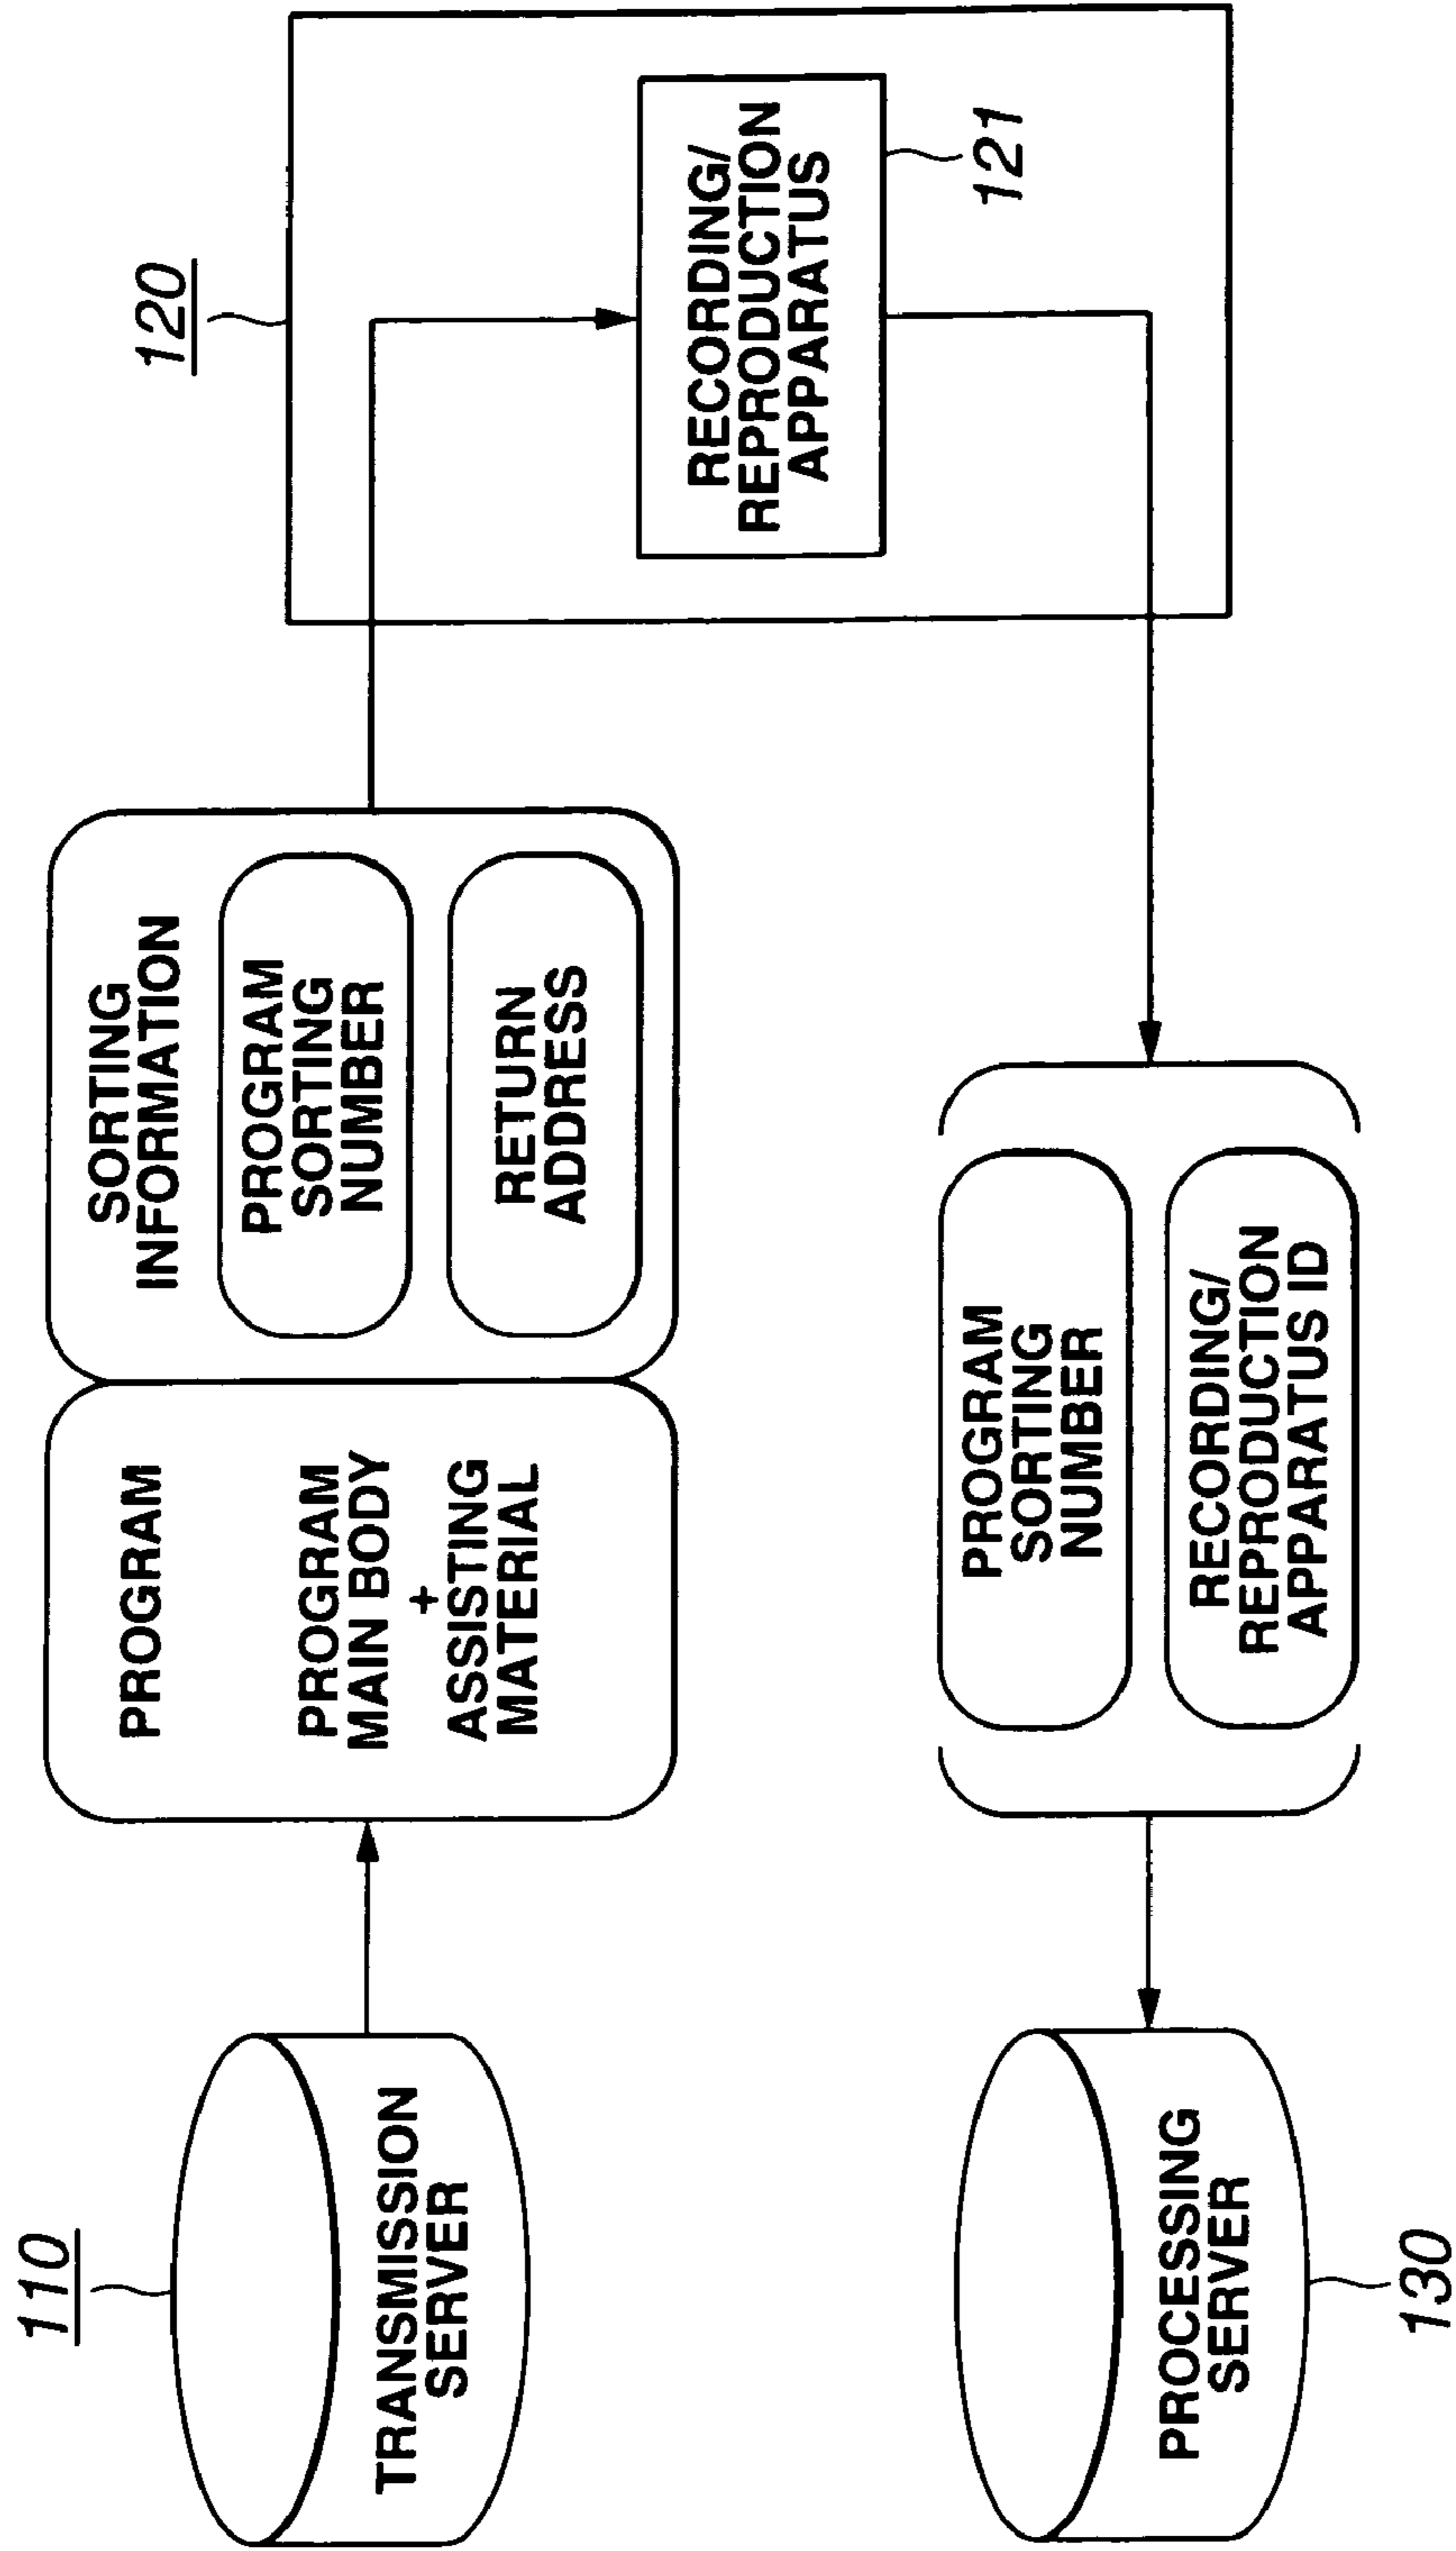 110
TRANSMISSION
SERVER
PROGRAM
PROGRAM
MAIN BODY
+
ASSISTING
MATERIAL
SORTING
INFORMATION
PROGRAM
SORTING
NUMBER
RETURN
ADDRESS
120
RECORDING/
REPRODUCTION
APPARATUS
121
PROCESSING
SERVER
130
PROGRAM
SORTING
NUMBER
RECORDING/
REPRODUCTION
APPARATUS ID